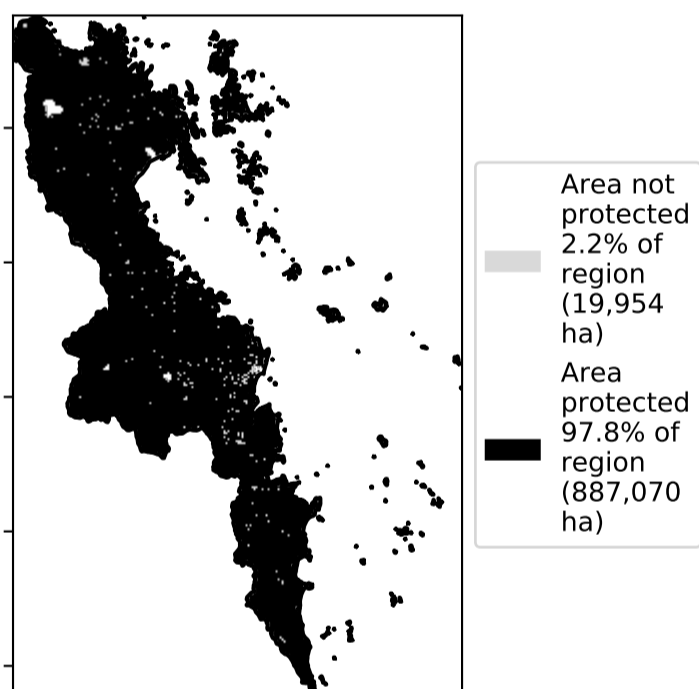 Area not
protected
2.2% of
region
(19,954
ha)
Area
protected
97.8% of
region
(887,070
ha)